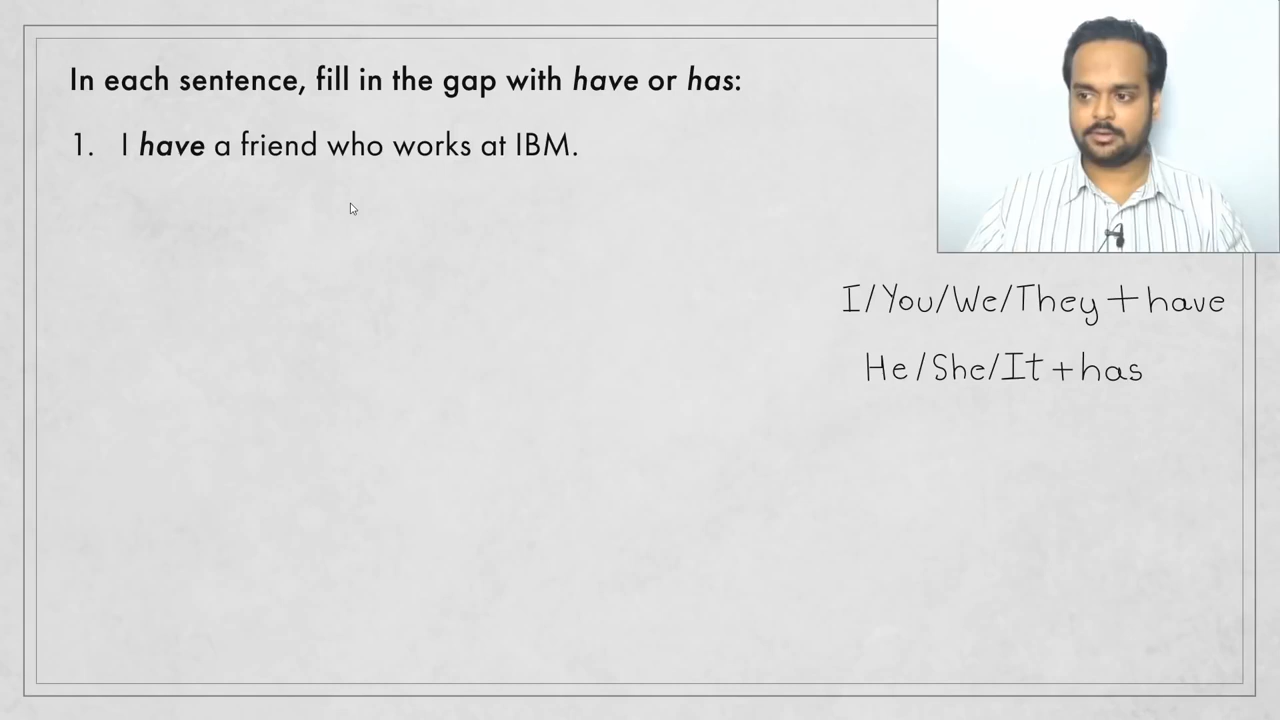 In each sentence, fill in the gap with have or has:
1. I have a friend who works at IBM.
I/You/We/They + have
He/She/It + has